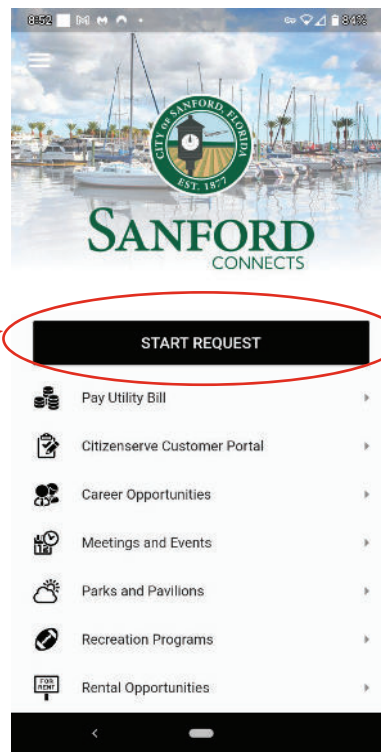 8:52
84%
CITY OF SANFORD, FLORIDA
EST. 1877
SANFORD
CONNECTS
START REQUEST
Pay Utility Bill
Citizenserve Customer Portal
Career Opportunities
Meetings and Events
Parks and Pavilions
Recreation Programs
FOR
RENT
Rental Opportunities